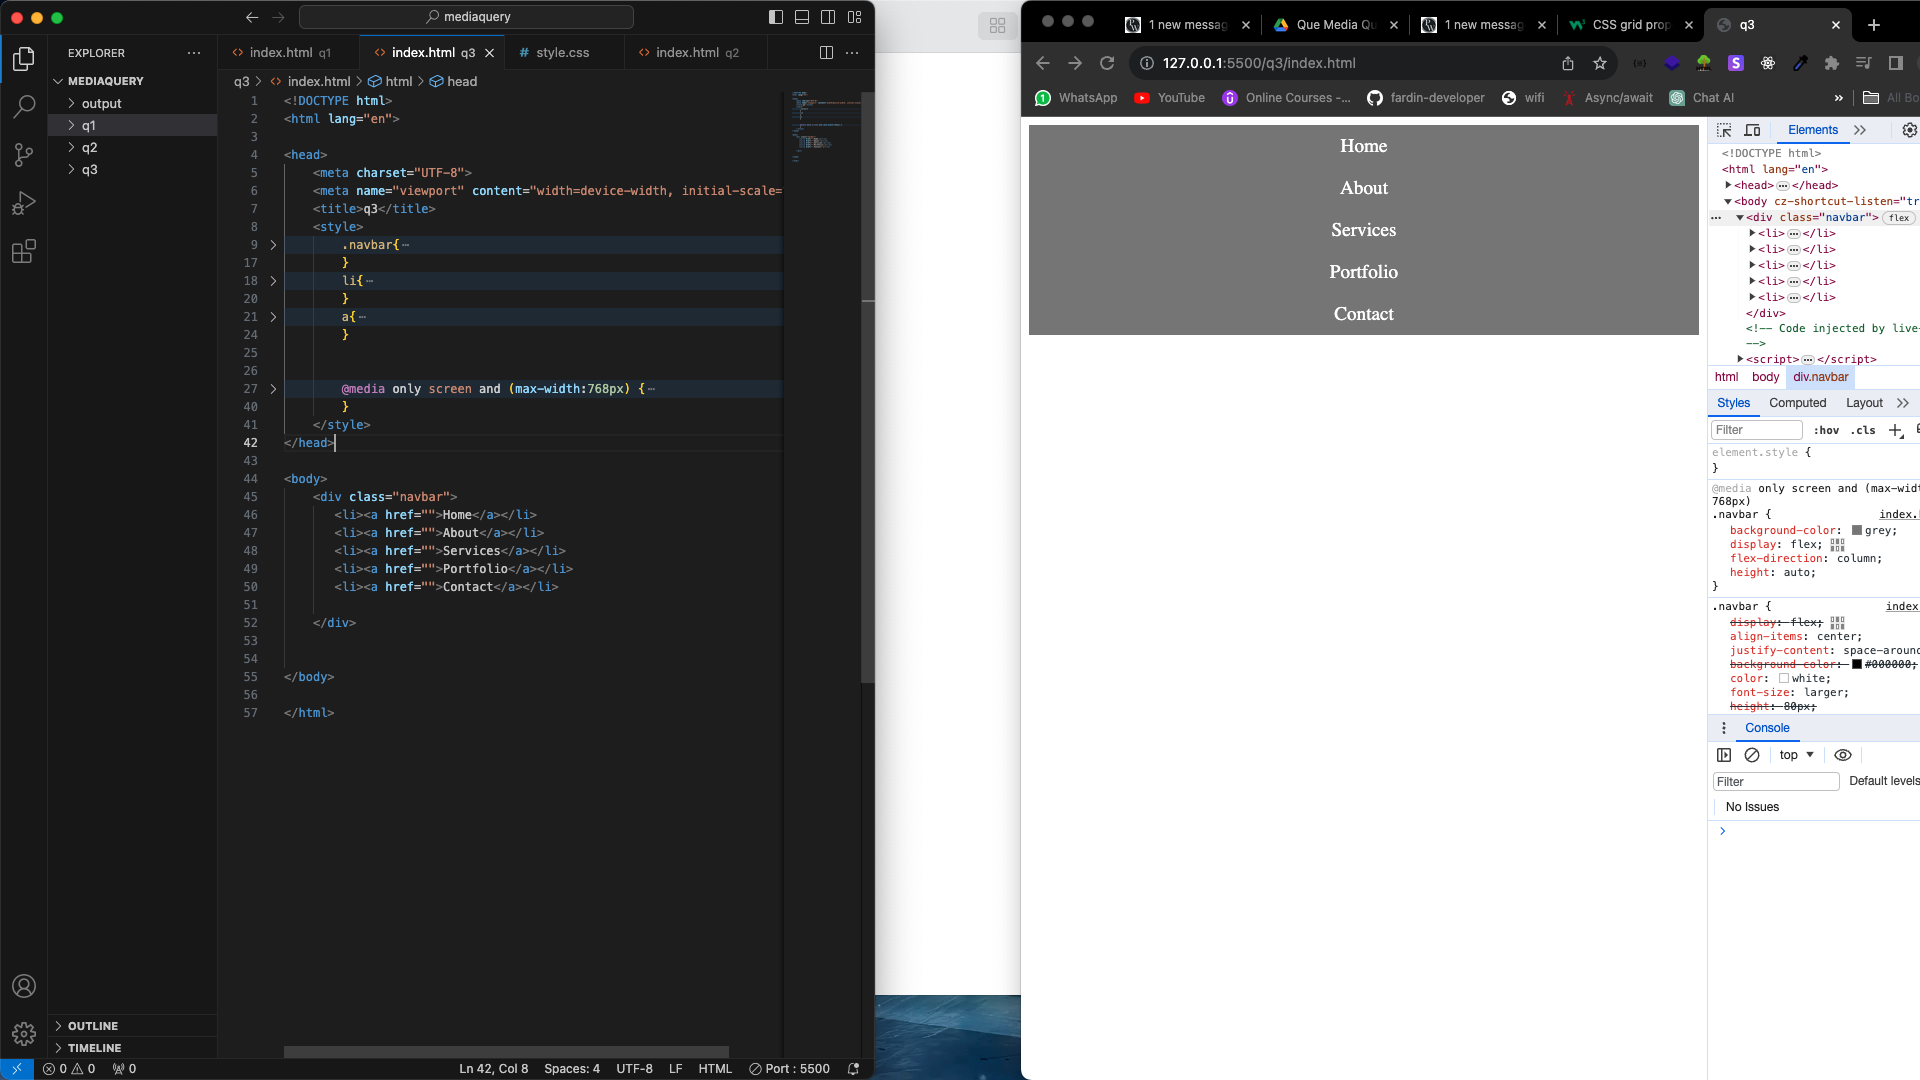 mediaquery
EXPLORER
MEDIAQUERY
output
q1
q2
q3
OUTLINE
TIMELINE
index.html q1
index.html q3
style.css
index.html q2
q3 > index.html > html > head
1 <!DOCTYPE html>
2 <html lang="en">
3
4 <head>
5 <meta charset="UTF-8">
6 <meta name="viewport" content="width=device-width, initial-scale=
7 <title>q3</title>
8 <style>
9 .navbar{⋯
17 }
18 li{⋯
20 }
21 a{⋯
24 }
25
26
27 @media only screen and (max-width:768px) {⋯
40 }
41 </style>
42 </head>
43
44 <body>
45 <div class="navbar">
46 <li><a href="">Home</a></li>
47 <li><a href="">About</a></li>
48 <li><a href="">Services</a></li>
49 <li><a href="">Portfolio</a></li>
50 <li><a href="">Contact</a></li>
51
52 </div>
53
54
55 </body>
56
57 </html>
0 0 0
Ln 42, Col 8 Spaces: 4 UTF-8 LF HTML Port : 5500
1 new messag
Que Media Qu
1 new messag
CSS grid prop
q3
127.0.0.1:5500/q3/index.html
WhatsApp YouTube Online Courses -... fardin-developer wifi Async/await Chat AI » All Bo
Home
About
Services
Portfolio
Contact
Elements
<!DOCTYPE html>
<html lang="en">
<head> ⋯ </head>
<body cz-shortcut-listen="tr
<div class="navbar"> flex
<li> ⋯ </li>
<li> ⋯ </li>
<li> ⋯ </li>
<li> ⋯ </li>
<li> ⋯ </li>
</div>
<!-- Code injected by live-
-->
<script> ⋯ </script>
html body div.navbar
Styles Computed Layout
Filter :hov .cls
element.style {
}
@media only screen and (max-widt
768px)
.navbar { index.
background-color: grey;
display: flex;
flex-direction: column;
height: auto;
}
.navbar { index
display: flex;
align-items: center;
justify-content: space-aroun
background-color: #000000;
color: white;
font-size: larger;
height: 80px;
Console
top
Filter Default levels
No Issues